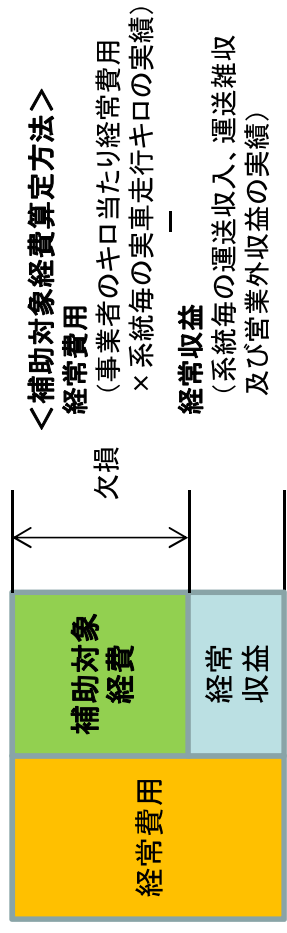 経常費用
補助対象
経費
経常
収益
欠損
＜補助対象経費算定方法＞
経常費用
（事業者のキロ当たり経常費用
×系統毎の実車走行キロの実績）
－
経常収益
（系統毎の運送収入、運送雑収
及び営業外収益の実績）